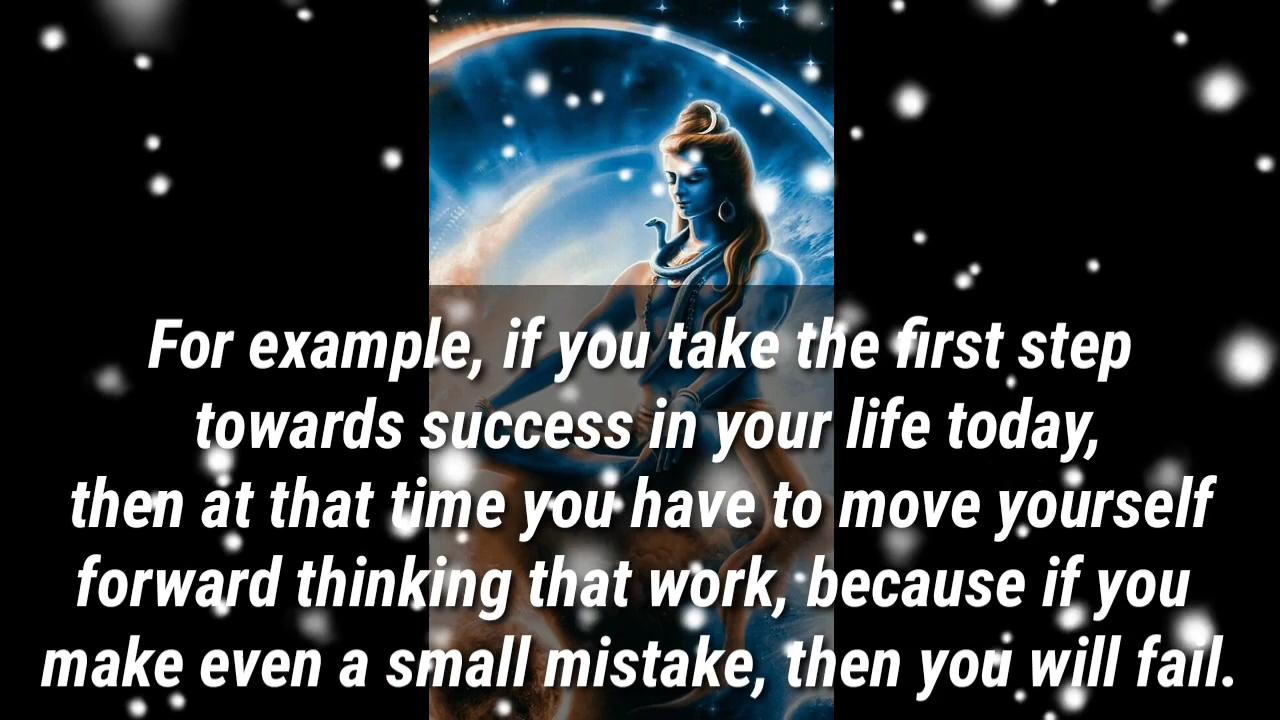 For example, if you take the first step
towards success in your life today,
then at that time you have to move yourself
forward thinking that work, because if you
make even a small mistake, then you will fail.